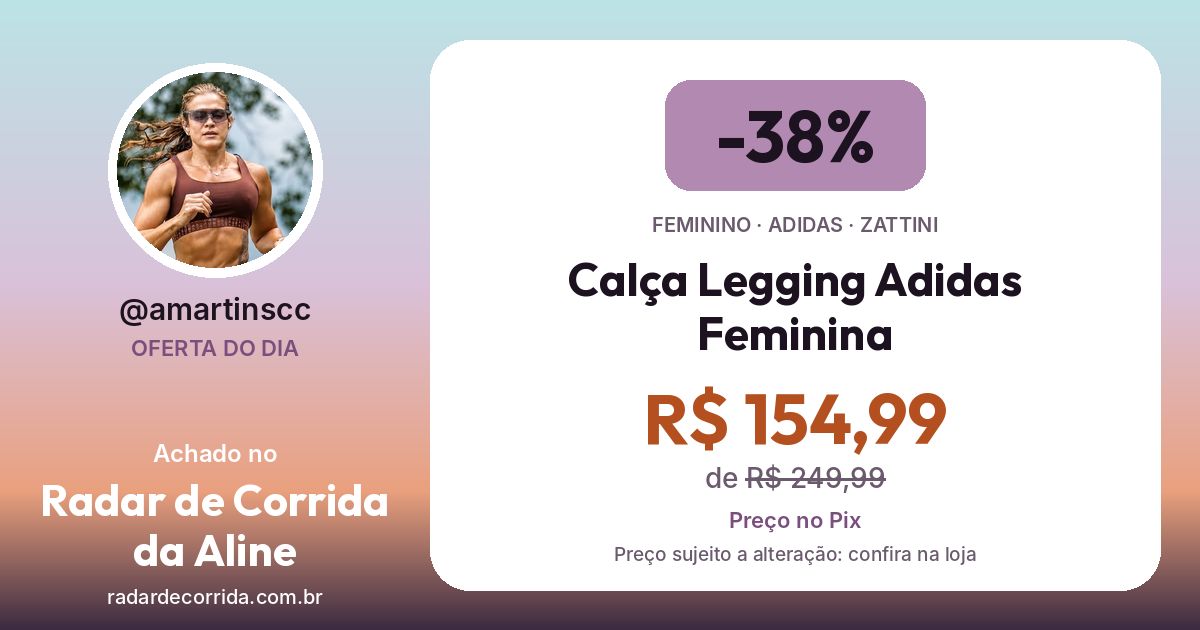 @amartinscc
OFERTA DO DIA
Achado no
Radar de Corrida
da Aline
radardecorrida.com.br
-38%
FEMININO · ADIDAS · ZATTINI
Calça Legging Adidas
Feminina
R$ 154,99
de R$ 249,99
Preço no Pix
Preço sujeito a alteração: confira na loja